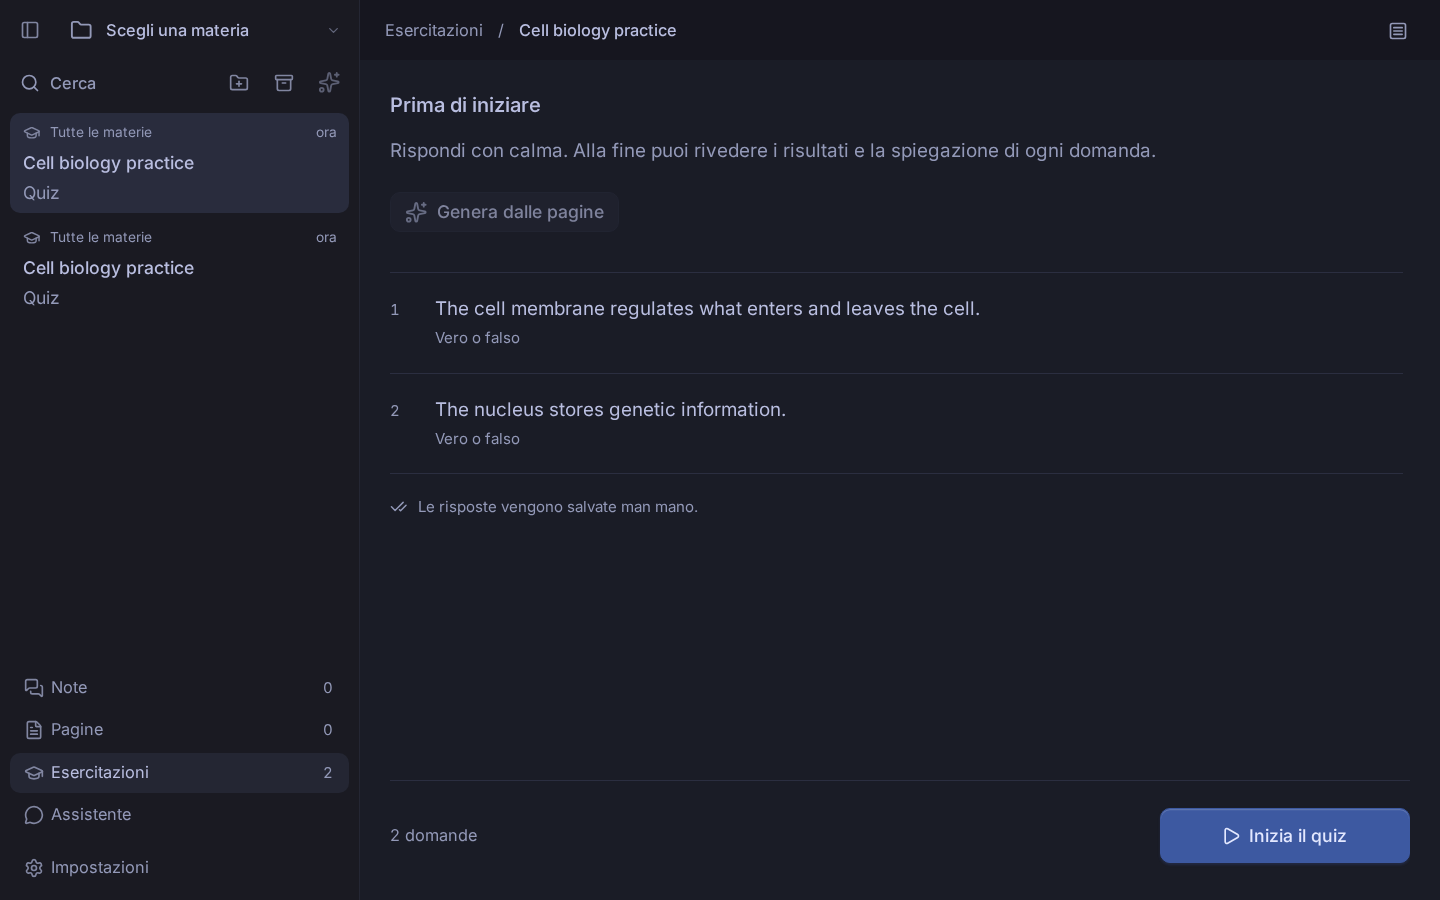 Scegli una materia
Cerca
Tutte le materie ora
Cell biology practice
Quiz
Tutte le materie ora
Cell biology practice
Quiz
Note 0
Pagine 0
Esercitazioni 2
Assistente
Impostazioni
Esercitazioni / Cell biology practice
Prima di iniziare
Rispondi con calma. Alla fine puoi rivedere i risultati e la spiegazione di ogni domanda.
Genera dalle pagine
1 The cell membrane regulates what enters and leaves the cell.
Vero o falso
2 The nucleus stores genetic information.
Vero o falso
Le risposte vengono salvate man mano.
2 domande
Inizia il quiz